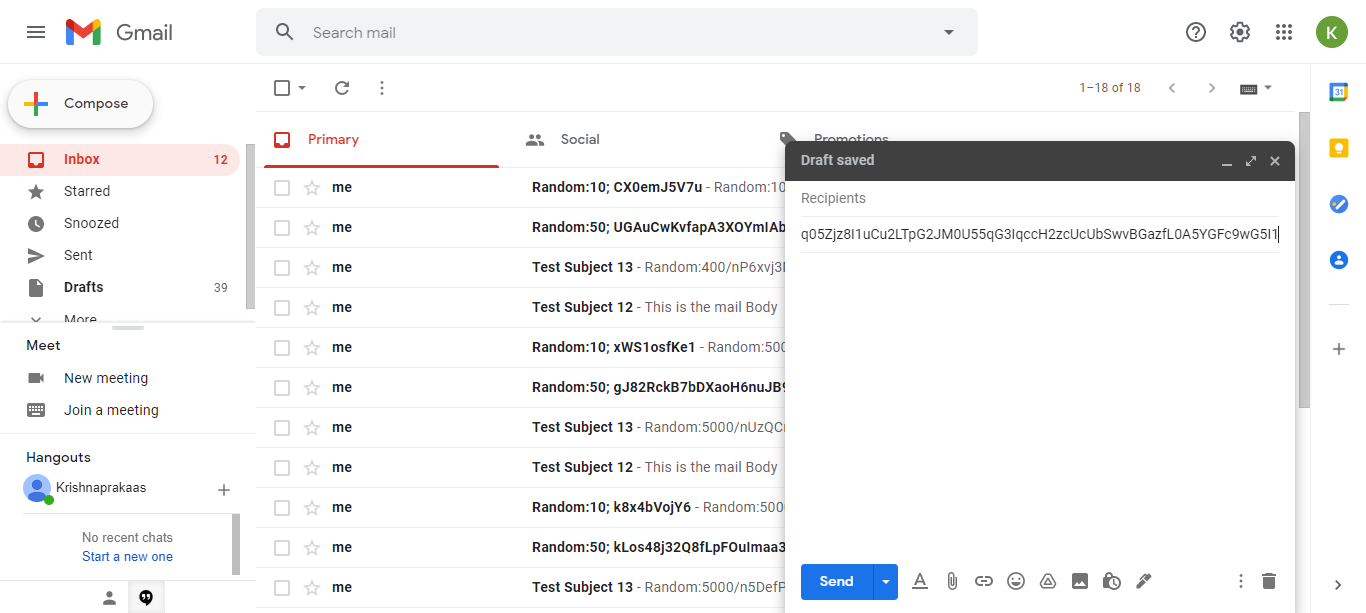 Gmail
Search mail
K
Compose
1–18 of 18
31
Inbox 12
Starred
Snoozed
Sent
Drafts 39
More
Meet
New meeting
Join a meeting
Hangouts
Krishnaprakaas
No recent chats
Start a new one
Primary Social Promotions
me Random:10; CX0emJ5V7u - Random:10
me Random:50; UGAuCwKvfapA3XOYmIAb
me Test Subject 13 - Random:400/nP6xvj3
me Test Subject 12 - This is the mail Body
me Random:10; xWS1osfKe1 - Random:500
me Random:50; gJ82RckB7bDXaoH6nuJB9
me Test Subject 13 - Random:5000/nUzQC
me Test Subject 12 - This is the mail Body
me Random:10; k8x4bVojY6 - Random:500
me Random:50; kLos48j32Q8fLpFOulmaa3
me Test Subject 13 - Random:5000/n5DefP
Draft saved
Recipients
q05Zjz8I1uCu2LTpG2JM0U55qG3IqccH2zcUcUbSwvBGazfL0A5YGFc9wG5I1
Send